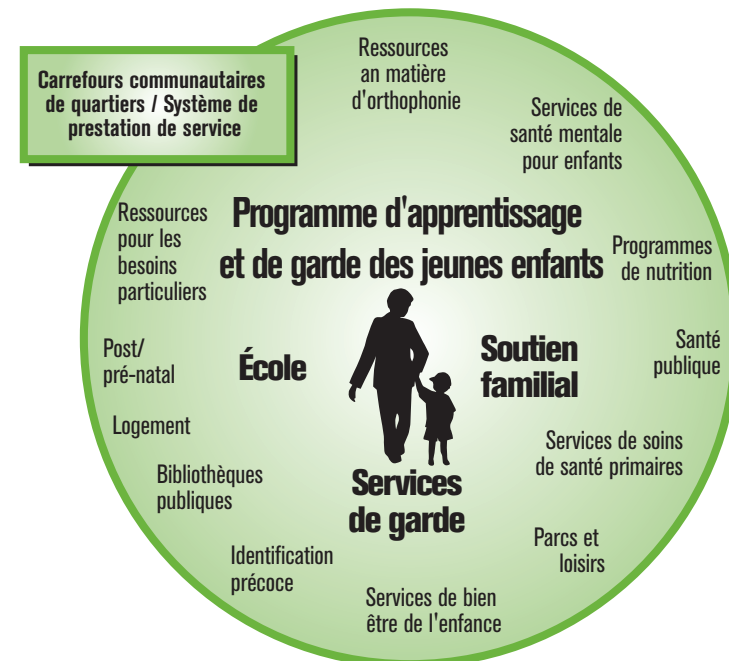 Carrefours communautaires
de quartiers / Système de
prestation de service
Ressources
an matière
d'orthophonie
Services de
santé mentale
pour enfants
Ressources
pour les
besoins
particuliers
Programme d'apprentissage
et de garde des jeunes enfants
Programmes
de nutrition
Post/
pré-natal
École
Soutien
familial
Santé
publique
Logement
Services de soins
de santé primaires
Bibliothèques
publiques
Services
de garde
Parcs et
loisirs
Identification
précoce
Services de bien
être de l'enfance